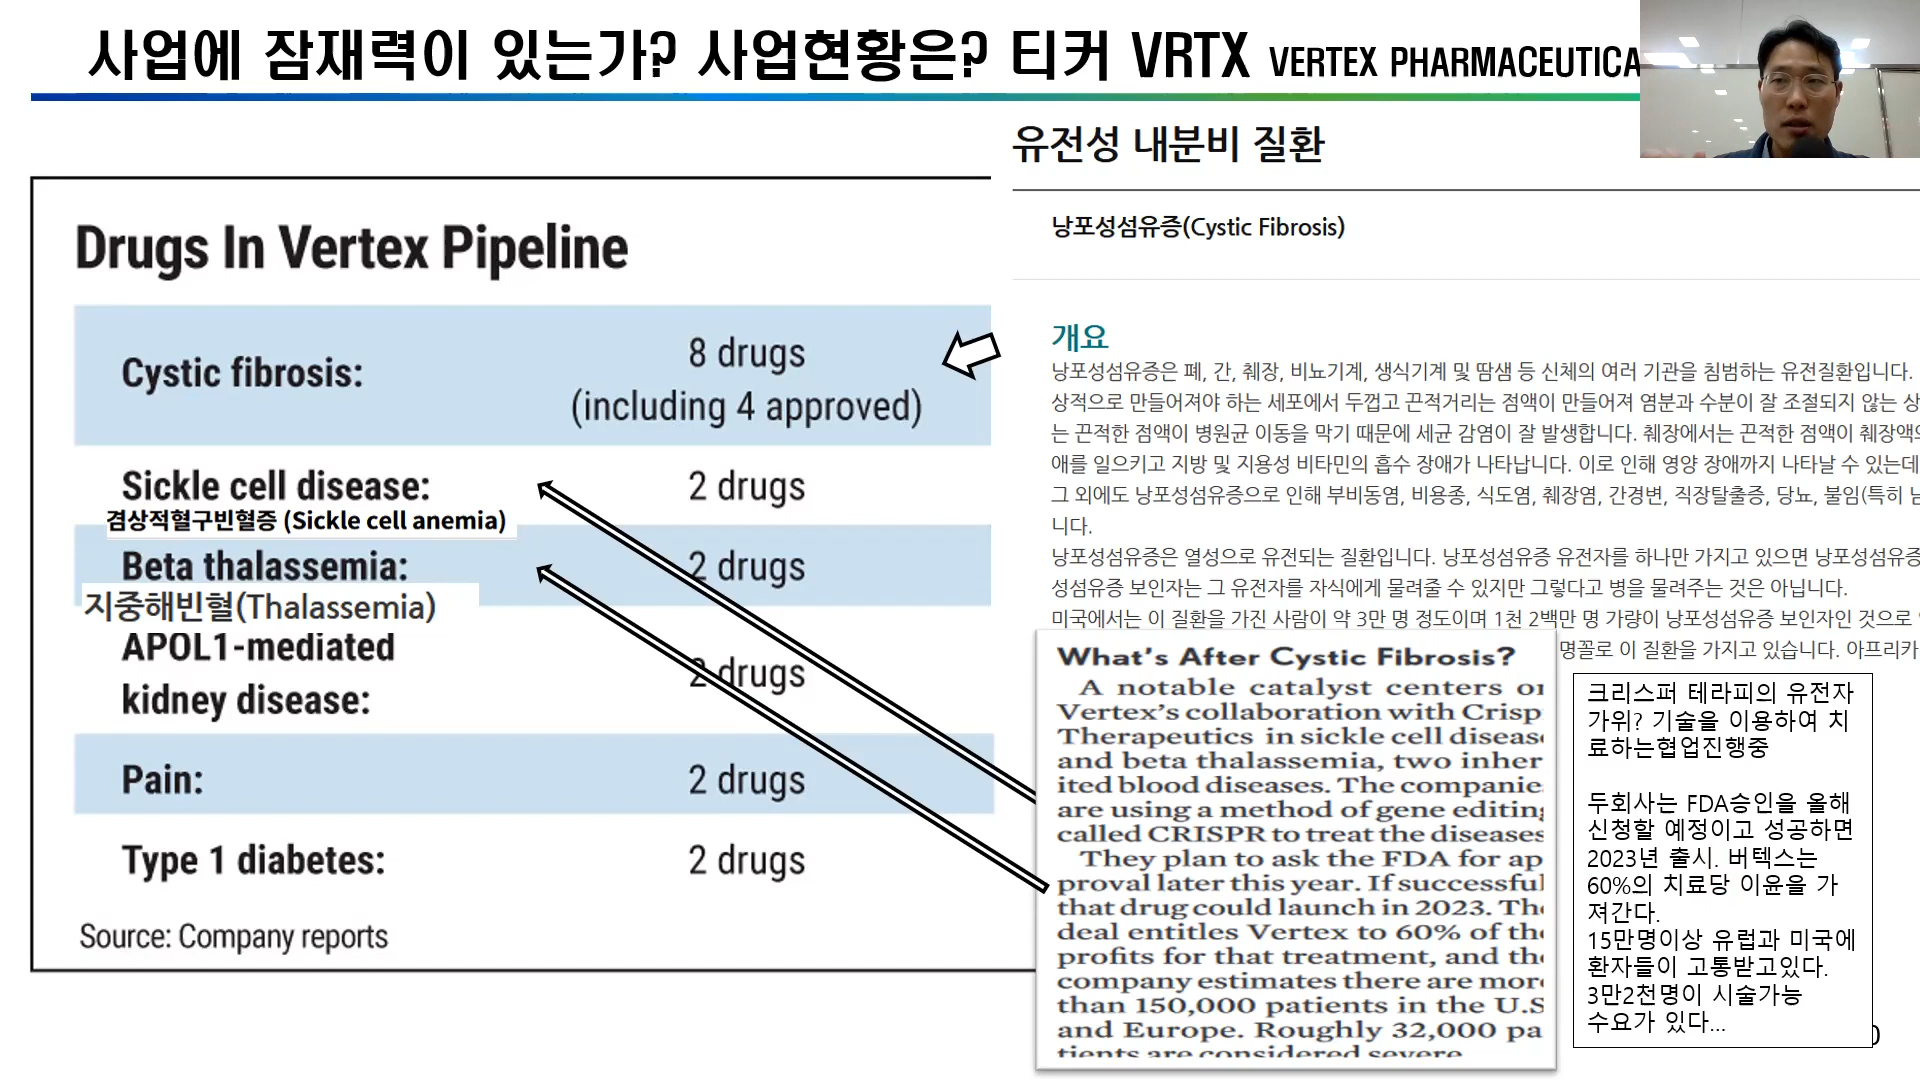 사업에 잠재력이 있는가? 사업현황은? 티커 VRTX VERTEX PHARMACEUTICA
Drugs In Vertex Pipeline
Cystic fibrosis:
8 drugs
(including 4 approved)
Sickle cell disease:
2 drugs
겸상적혈구빈혈증 (Sickle cell anemia)
Beta thalassemia:
2 drugs
지중해빈혈(Thalassemia)
APOL1-mediated
kidney disease:
2 drugs
Pain:
2 drugs
Type 1 diabetes:
2 drugs
Source: Company reports
유전성 내분비 질환
낭포성섬유증(Cystic Fibrosis)
개요
낭포성섬유증은 폐, 간, 췌장, 비뇨기계, 생식기계 및 땀샘 등 신체의 여러 기관을 침범하는 유전질환입니다.
상적으로 만들어져야 하는 세포에서 두껍고 끈적거리는 점액이 만들어져 염분과 수분이 잘 조절되지 않는 상
는 끈적한 점액이 병원균 이동을 막기 때문에 세균 감염이 잘 발생합니다. 췌장에서는 끈적한 점액이 췌장액으
애를 일으키고 지방 및 지용성 비타민의 흡수 장애가 나타납니다. 이로 인해 영양 장애까지 나타날 수 있는데
그 외에도 낭포성섬유증으로 인해 부비동염, 비용종, 식도염, 췌장염, 간경변, 직장탈출증, 당뇨, 불임(특히 남
니다.
낭포성섬유증은 열성으로 유전되는 질환입니다. 낭포성섬유증 유전자를 하나만 가지고 있으면 낭포성섬유증
성섬유증 보인자는 그 유전자를 자식에게 물려줄 수 있지만 그렇다고 병을 물려주는 것은 아닙니다.
미국에서는 이 질환을 가진 사람이 약 3만 명 정도이며 1천 2백만 명 가량이 낭포성섬유증 보인자인 것으로
명꼴로 이 질환을 가지고 있습니다. 아프리카
What's After Cystic Fibrosis?
A notable catalyst centers on
Vertex's collaboration with Crisp
Therapeutics in sickle cell disease
and beta thalassemia, two inher
ited blood diseases. The companie
are using a method of gene editing
called CRISPR to treat the diseases
They plan to ask the FDA for ap
proval later this year. If successful
that drug could launch in 2023. The
deal entitles Vertex to 60% of the
profits for that treatment, and the
company estimates there are more
than 150,000 patients in the U.S
and Europe. Roughly 32,000 pa
tients are considered severe
크리스퍼 테라피의 유전자
가위? 기술을 이용하여 치
료하는협업진행중
두회사는 FDA승인을 올해
신청할 예정이고 성공하면
2023년 출시. 버텍스는
60%의 치료당 이윤을 가
져간다.
15만명이상 유럽과 미국에
환자들이 고통받고있다.
3만2천명이 시술가능
수요가 있다...
0